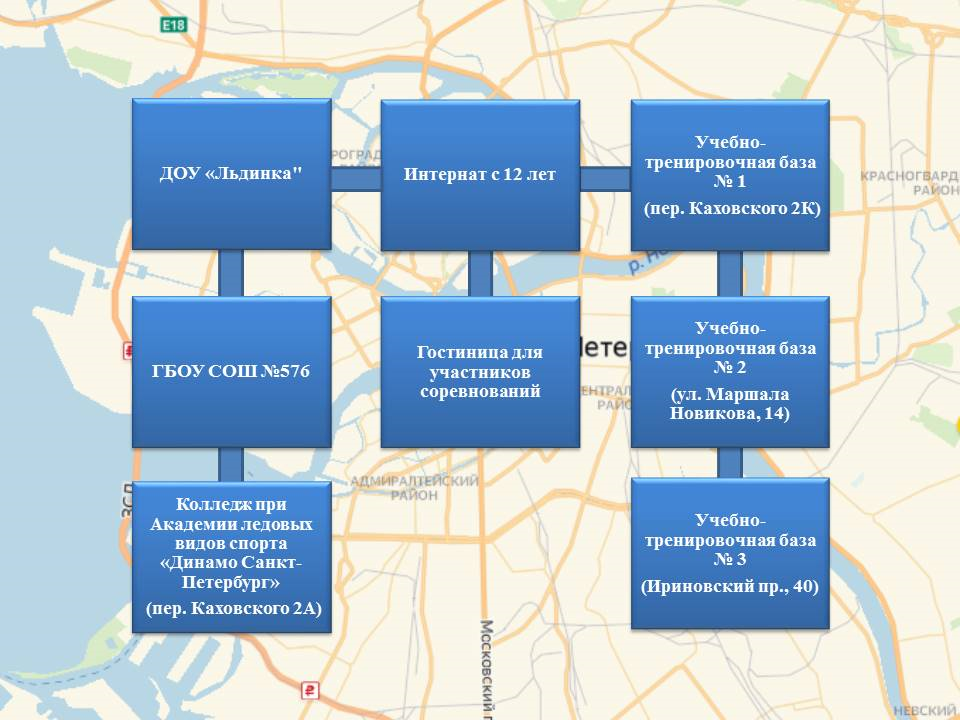 E18
ДОУ «Льдинка"
Интернат с 12 лет
Учебно-
тренировочная база
№ 1
(пер. Каховского 2К)
КРАСНОГВАРД
РАЙОН
р. Не
ГБОУ СОШ №576
Гостиница для
участников
соревнований
Учебно-
тренировочная база
№ 2
(ул. Маршала
Новикова, 14)
Петер
ЕНТРАЛ
РАЙО
АДМИРАЛТЕЙСКИЙ
РАЙОН
ЗСД
Колледж при
Академии ледовых
видов спорта
«Динамо Санкт-
Петербург»
(пер. Каховского 2А)
Учебно-
тренировочная база
№ 3
(Ириновский пр., 40)
Московский п
НЕВСКИЙ